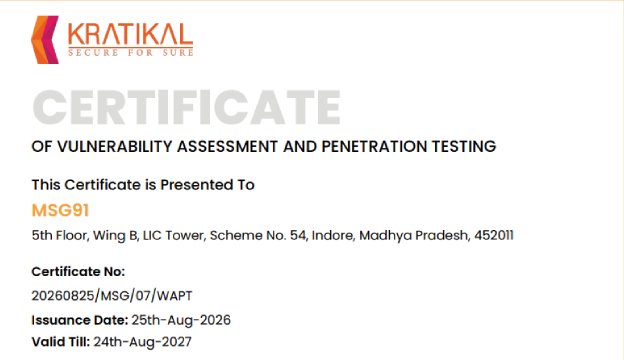 KRATIKAL
SECURE FOR SURE
CERTIFICATE
OF VULNERABILITY ASSESSMENT AND PENETRATION TESTING
This Certificate is Presented To
MSG91
5th Floor, Wing B, LIC Tower, Scheme No. 54, Indore, Madhya Pradesh, 452011
Certificate No:
20260825/MSG/07/WAPT
Issuance Date: 25th-Aug-2026
Valid Till: 24th-Aug-2027